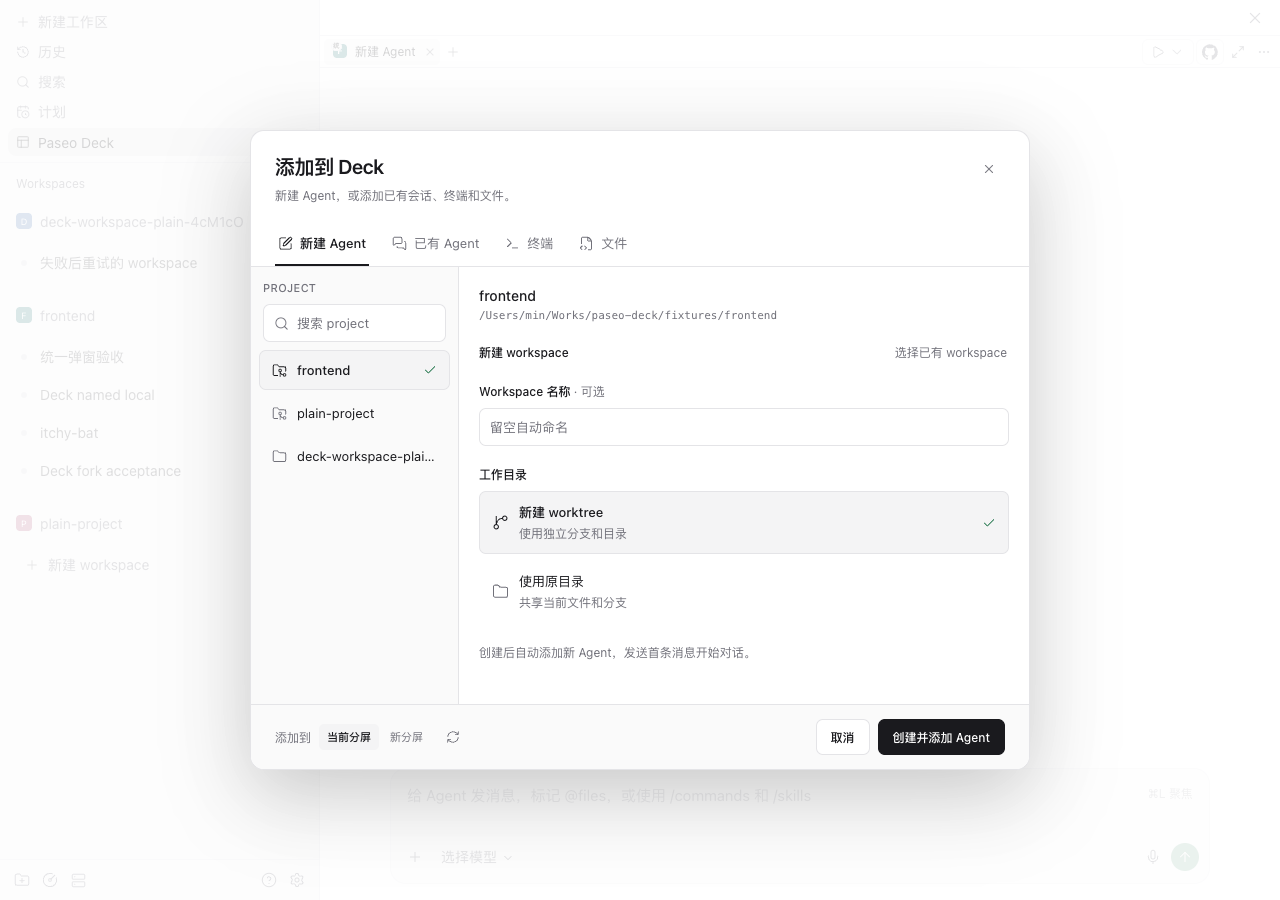 新建工作区
历史
搜索
计划
Paseo Deck
Workspaces
D deck-workspace-plain-4cM1cO
失败后重试的 workspace
F frontend
统一弹窗验收
Deck named local
itchy-bat
Deck fork acceptance
P plain-project
新建 workspace
新建 Agent
添加到 Deck
新建 Agent，或添加已有会话、终端和文件。
新建 Agent 已有 Agent 终端 文件
PROJECT
搜索 project
frontend
plain-project
deck-workspace-plai...
frontend
/Users/min/Works/paseo-deck/fixtures/frontend
新建 workspace 选择已有 workspace
Workspace 名称 · 可选
留空自动命名
工作目录
新建 worktree
使用独立分支和目录
使用原目录
共享当前文件和分支
创建后自动添加新 Agent，发送首条消息开始对话。
添加到 当前分屏 新分屏 取消 创建并添加 Agent
给 Agent 发消息，标记 @files，或使用 /commands 和 /skills ⌘L 聚焦
选择模型